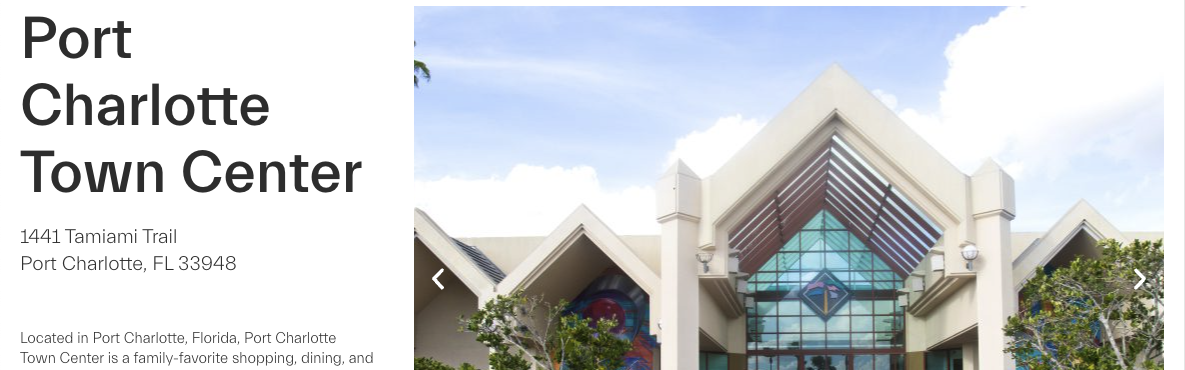 Port
Charlotte
Town Center
1441 Tamiami Trail
Port Charlotte, FL 33948
Located in Port Charlotte, Florida, Port Charlotte
Town Center is a family-favorite shopping, dining, and